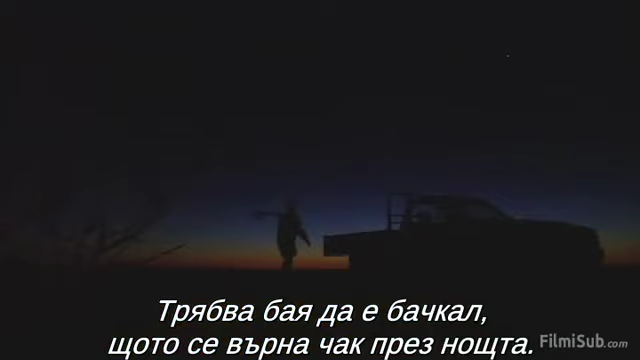 Трябва бая да е бачкал,
щото се върна чак през нощта.
FilmiSub.com